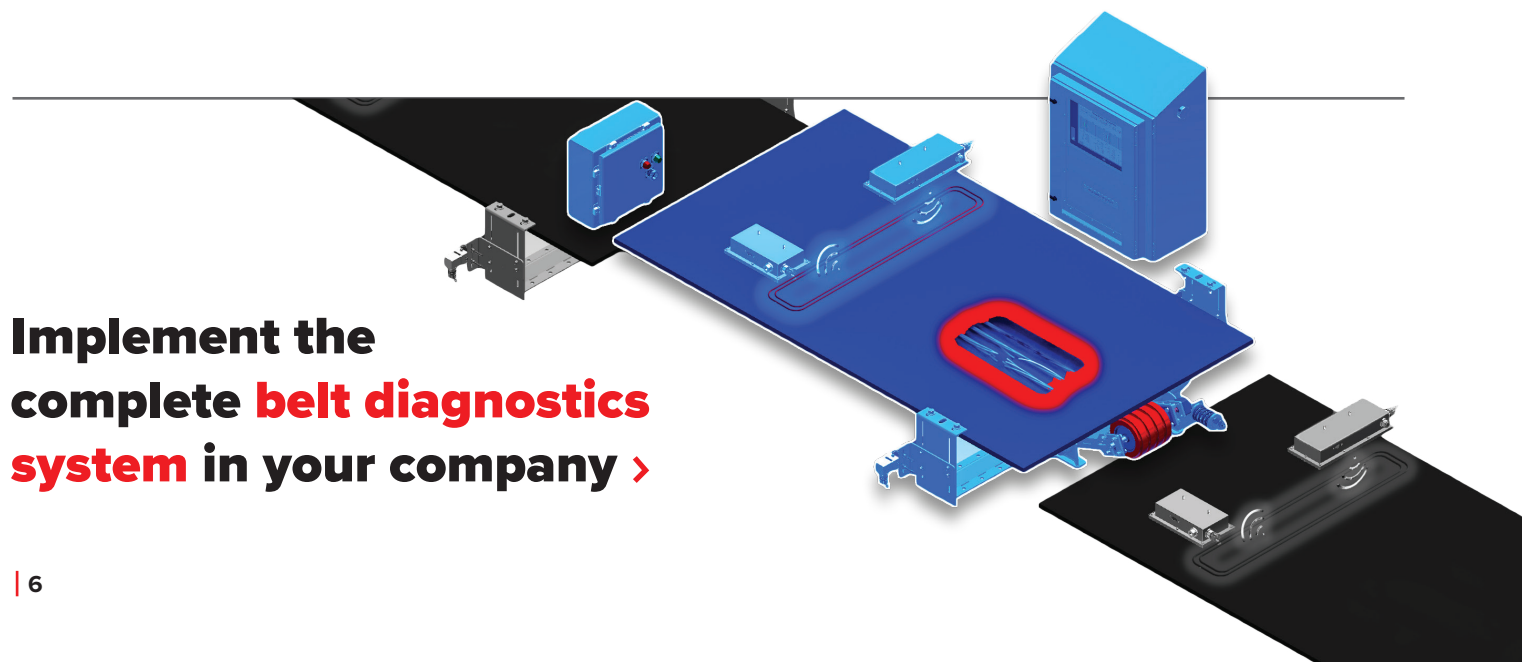 Implement the
complete belt diagnostics
system in your company >
| 6